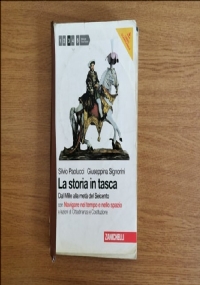 Silvio Paolucci Giuseppina Signorini
La storia in tasca
Dal Mille alla metà del Seicento
con Navigare nel tempo e nello spazio
e lezioni di Cittadinanza e Costituzione
ZANICHELLI